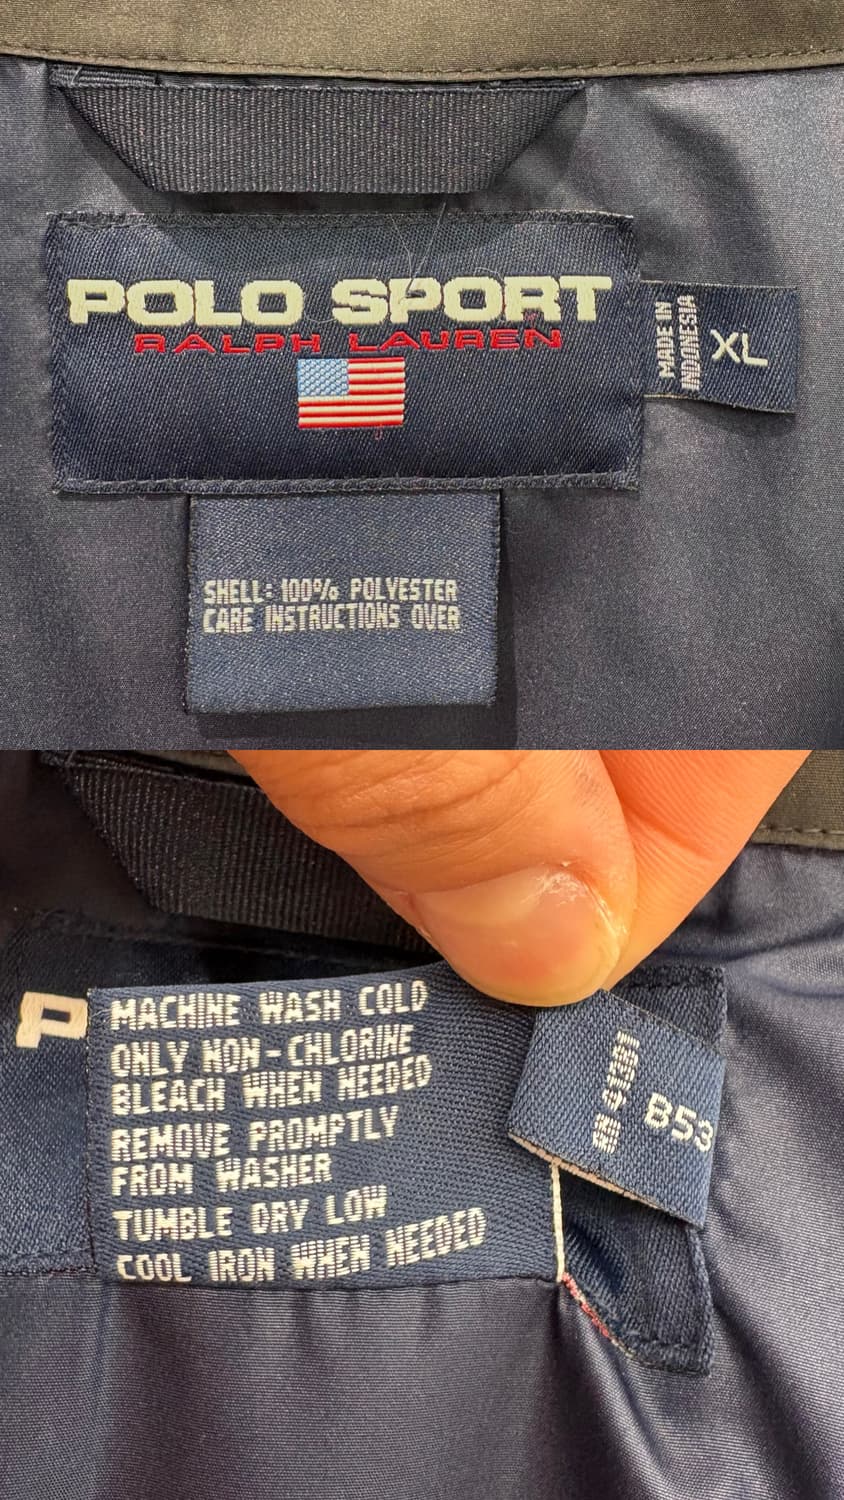 POLO SPORT
RALPH LAUREN
MADE IN
INDONESIA
XL
SHELL: 100% POLYESTER
CARE INSTRUCTIONS OVER
P
MACHINE WASH COLD
ONLY NON-CHLORINE
BLEACH WHEN NEEDED
REMOVE PROMPTLY
FROM WASHER
TUMBLE DRY LOW
COOL IRON WHEN NEEDED
B53